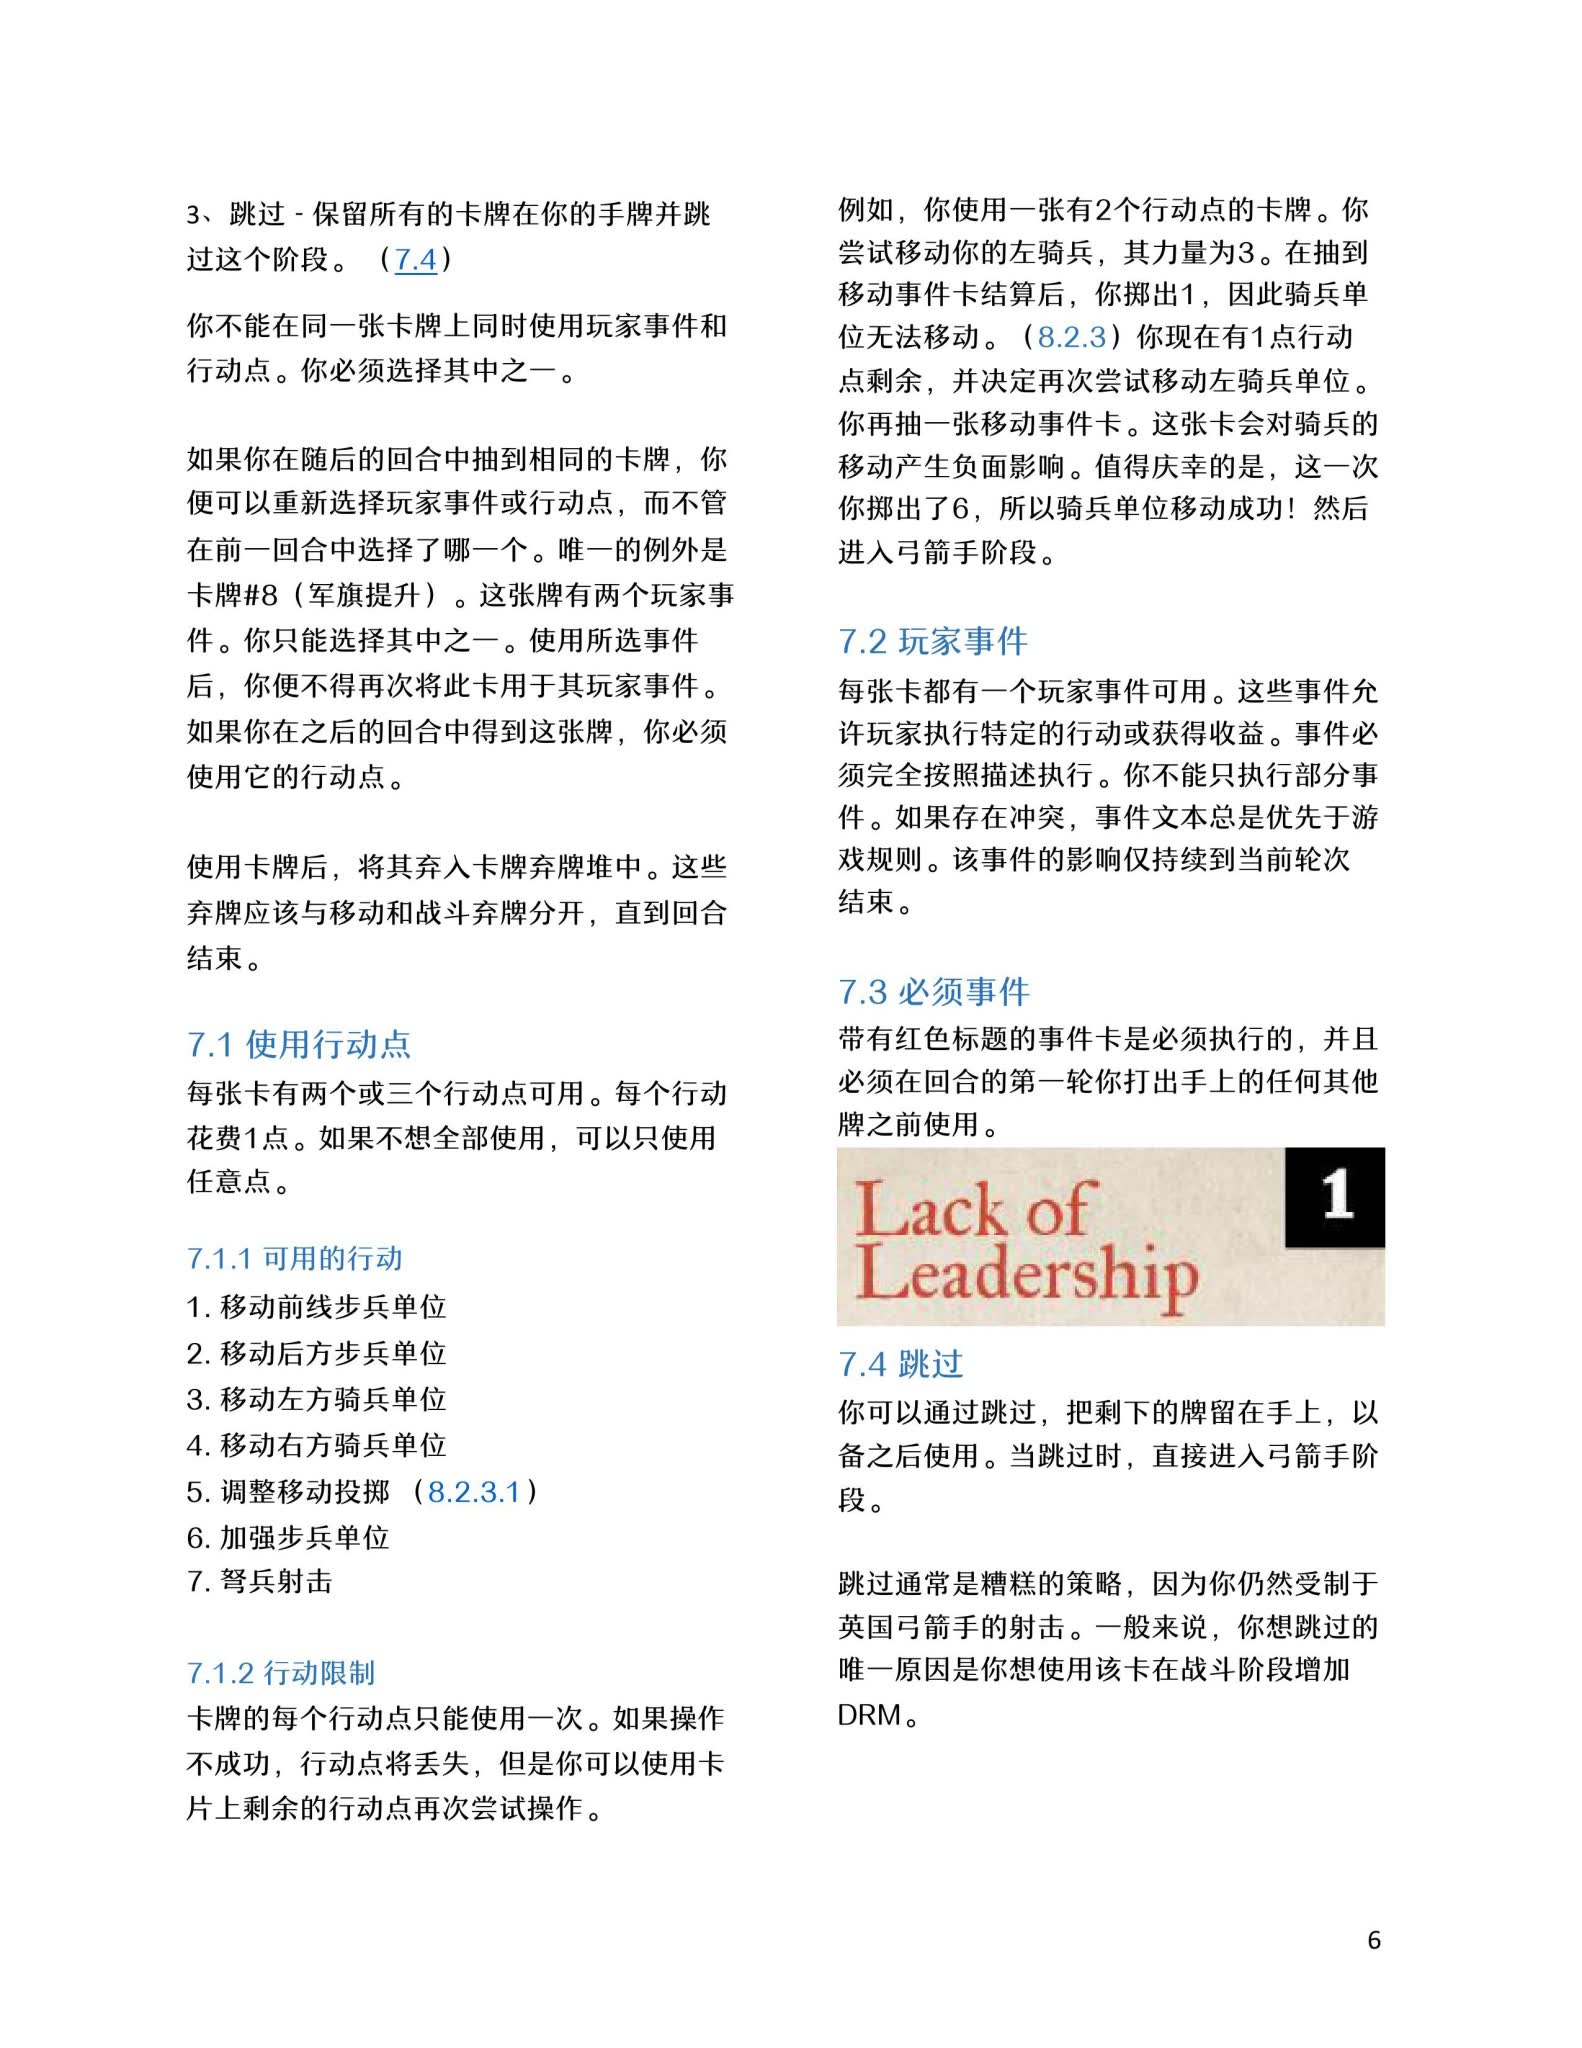 3、跳过 - 保留所有的卡牌在你的手牌并跳
过这个阶段。（7.4）
你不能在同一张卡牌上同时使用玩家事件和
行动点。你必须选择其中之一。
如果你在随后的回合中抽到相同的卡牌，你
便可以重新选择玩家事件或行动点，而不管
在前一回合中选择了哪一个。唯一的例外是
卡牌#8（军旗提升）。这张牌有两个玩家事
件。你只能选择其中之一。使用所选事件
后，你便不得再次将此卡用于其玩家事件。
如果你在之后的回合中得到这张牌，你必须
使用它的行动点。
使用卡牌后，将其弃入卡牌弃牌堆中。这些
弃牌应该与移动和战斗弃牌分开，直到回合
结束。
7.1 使用行动点
每张卡有两个或三个行动点可用。每个行动
花费1点。如果不想全部使用，可以只使用
任意点。
7.1.1 可用的行动
1. 移动前线步兵单位
2. 移动后方步兵单位
3. 移动左方骑兵单位
4. 移动右方骑兵单位
5. 调整移动投掷 （8.2.3.1）
6. 加强步兵单位
7. 弩兵射击
7.1.2 行动限制
卡牌的每个行动点只能使用一次。如果操作
不成功，行动点将丢失，但是你可以使用卡
片上剩余的行动点再次尝试操作。
例如，你使用一张有2个行动点的卡牌。你
尝试移动你的左骑兵，其力量为3。在抽到
移动事件卡结算后，你掷出1，因此骑兵单
位无法移动。（8.2.3）你现在有1点行动
点剩余，并决定再次尝试移动左骑兵单位。
你再抽一张移动事件卡。这张卡会对骑兵的
移动产生负面影响。值得庆幸的是，这一次
你掷出了6，所以骑兵单位移动成功！然后
进入弓箭手阶段。
7.2 玩家事件
每张卡都有一个玩家事件可用。这些事件允
许玩家执行特定的行动或获得收益。事件必
须完全按照描述执行。你不能只执行部分事
件。如果存在冲突，事件文本总是优先于游
戏规则。该事件的影响仅持续到当前轮次
结束。
7.3 必须事件
带有红色标题的事件卡是必须执行的，并且
必须在回合的第一轮你打出手上的任何其他
牌之前使用。
Lack of
Leadership
1
7.4 跳过
你可以通过跳过，把剩下的牌留在手上，以
备之后使用。当跳过时，直接进入弓箭手阶
段。
跳过通常是糟糕的策略，因为你仍然受制于
英国弓箭手的射击。一般来说，你想跳过的
唯一原因是你想使用该卡在战斗阶段增加
DRM。
6